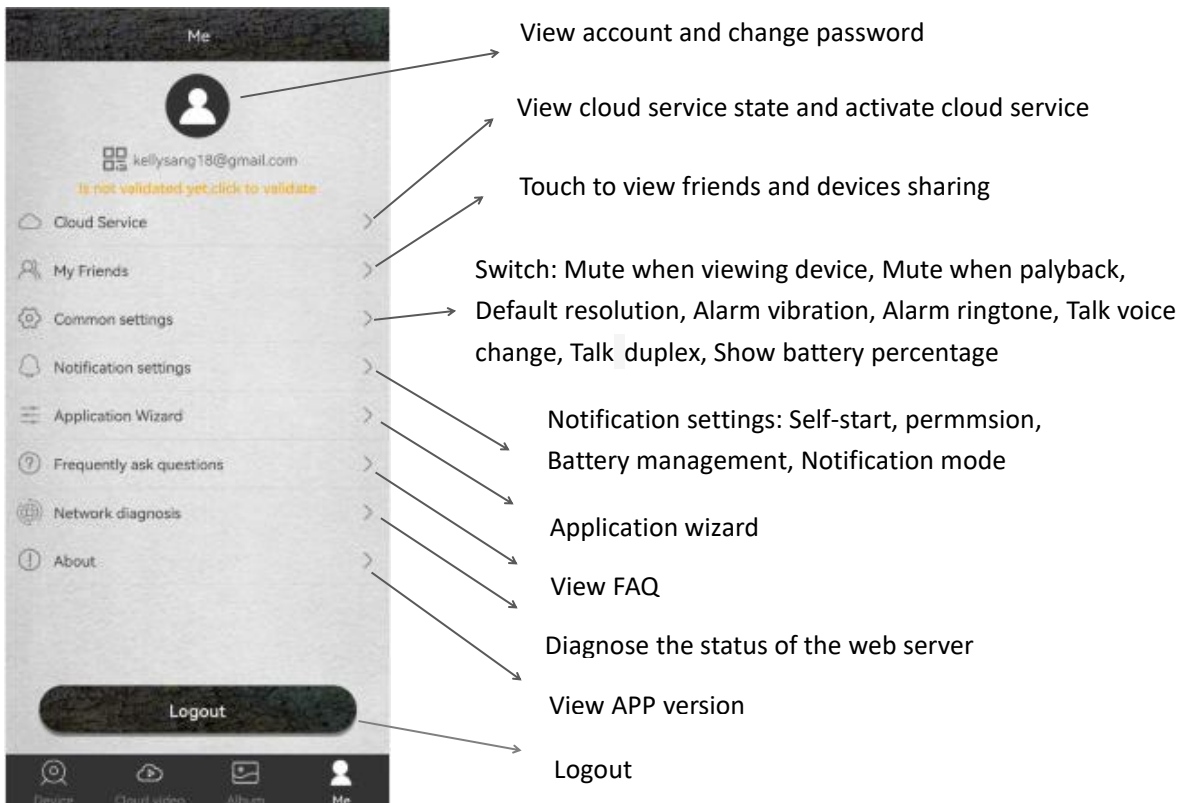 Me
kellysang18@gmail.com
Is not validated yet,click to validate
Cloud Service
My Friends
Common settings
Notification settings
Application Wizard
Frequently ask questions
Network diagnosis
About
Logout
Device
Cloud video
Album
Me
View account and change password
View cloud service state and activate cloud service
Touch to view friends and devices sharing
Switch: Mute when viewing device, Mute when palyback,
Default resolution, Alarm vibration, Alarm ringtone, Talk voice
change, Talk duplex, Show battery percentage
Notification settings: Self-start, permmsion,
Battery management, Notification mode
Application wizard
View FAQ
Diagnose the status of the web server
View APP version
Logout